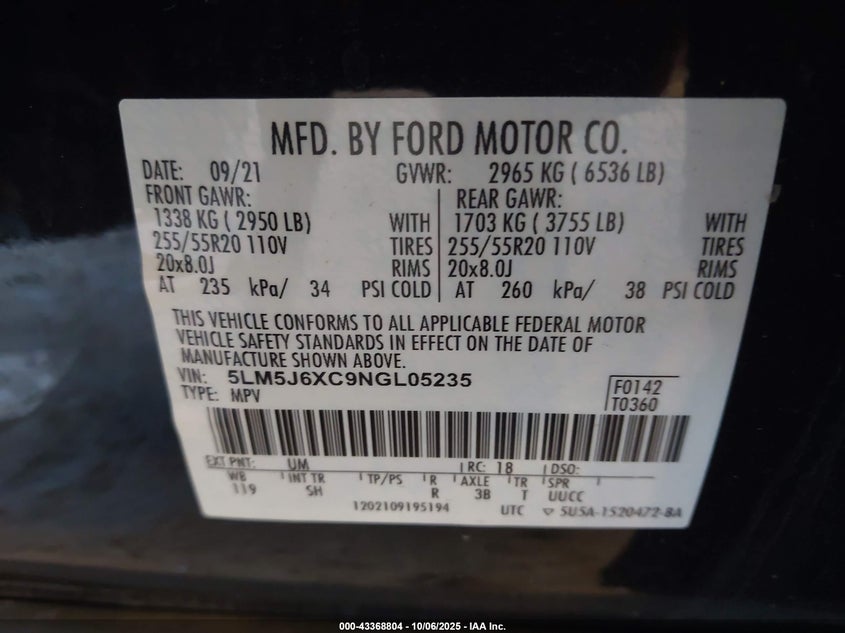 MFD. BY FORD MOTOR CO.
DATE: 09/21 GVWR: 2965 KG ( 6536 LB)
FRONT GAWR: REAR GAWR:
1338 KG ( 2950 LB) WITH 1703 KG ( 3755 LB) WITH
255/55R20 110V TIRES 255/55R20 110V TIRES
20x8.0J RIMS 20x8.0J RIMS
AT 235 kPa/ 34 PSI COLD AT 260 kPa/ 38 PSI COLD
THIS VEHICLE CONFORMS TO ALL APPLICABLE FEDERAL MOTOR
VEHICLE SAFETY STANDARDS IN EFFECT ON THE DATE OF
MANUFACTURE SHOWN ABOVE.
VIN: 5LM5J6XC9NGL05235 F0142
TYPE: MPV T0360
EXT PNT: UM RC: 18 DSO:
WB INT TR TP/PS R AXLE TR SPR
119 SH R 3B T UUCC
1202109195194 UTC ▽ 5U5A-1520472-BA
000-43368804 - 10/06/2025 - IAA Inc.